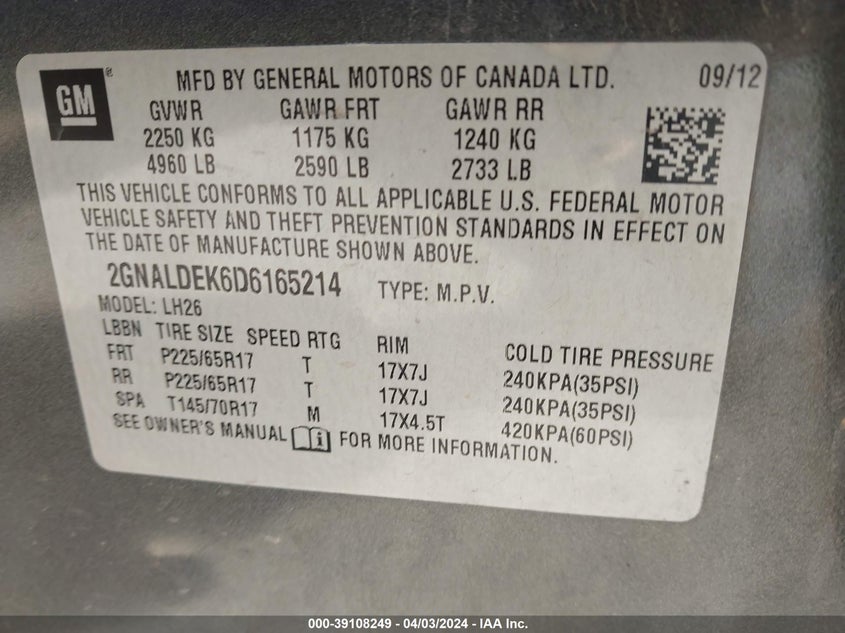 GM ®
MFD BY GENERAL MOTORS OF CANADA LTD. 09/12
GVWR GAWR FRT GAWR RR
2250 KG 1175 KG 1240 KG
4960 LB 2590 LB 2733 LB
THIS VEHICLE CONFORMS TO ALL APPLICABLE U.S. FEDERAL MOTOR
VEHICLE SAFETY AND THEFT PREVENTION STANDARDS IN EFFECT ON
THE DATE OF MANUFACTURE SHOWN ABOVE.
2GNALDEK6D6165214 TYPE: M.P.V.
MODEL: LH26
LBBN TIRE SIZE SPEED RTG RIM COLD TIRE PRESSURE
FRT P225/65R17 T 17X7J 240KPA(35PSI)
RR P225/65R17 T 17X7J 240KPA(35PSI)
SPA T145/70R17 M 17X4.5T 420KPA(60PSI)
SEE OWNER'S MANUAL i FOR MORE INFORMATION.
000-39108249 - 04/03/2024 - IAA Inc.